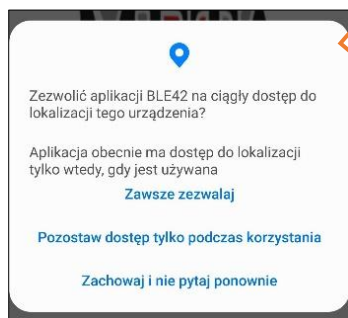 Zezwolić aplikacji BLE42 na ciągły dostęp do
lokalizacji tego urządzenia?
Aplikacja obecnie ma dostęp do lokalizacji
tylko wtedy, gdy jest używana
Zawsze zezwalaj
Pozostaw dostęp tylko podczas korzystania
Zachowaj i nie pytaj ponownie